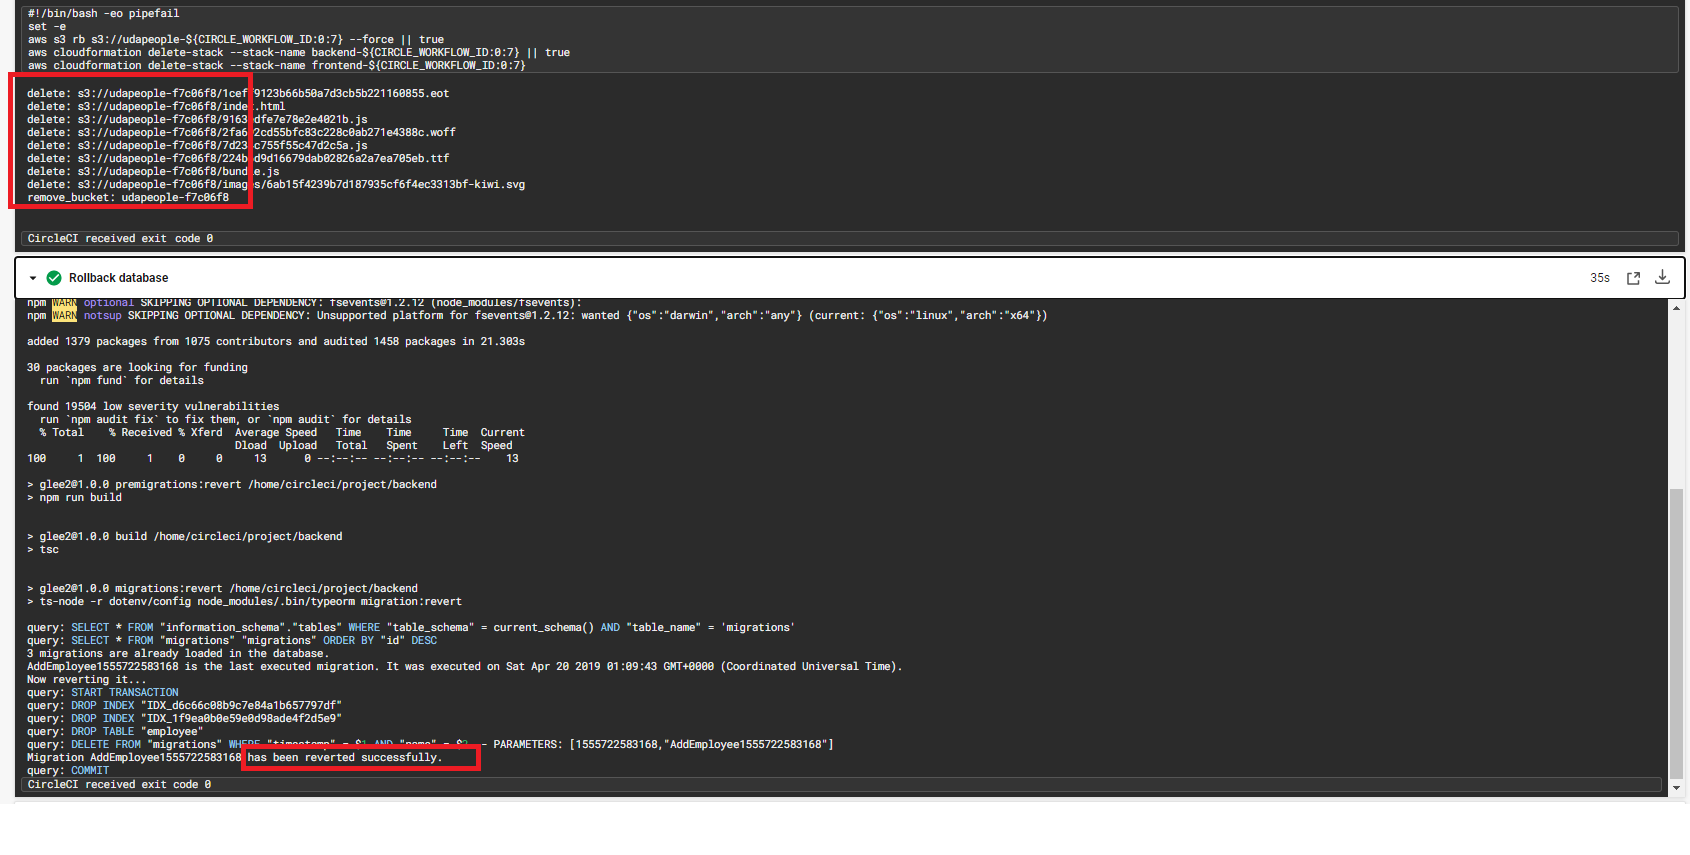 #!/bin/bash -eo pipefail
set -e
aws s3 rb s3://udapeople-${CIRCLE_WORKFLOW_ID:0:7} --force || true
aws cloudformation delete-stack --stack-name backend-${CIRCLE_WORKFLOW_ID:0:7} || true
aws cloudformation delete-stack --stack-name frontend-${CIRCLE_WORKFLOW_ID:0:7}
delete: s3://udapeople-f7c06f8/1cef 9123b66b50a7d3cb5b221160855.eot
delete: s3://udapeople-f7c06f8/index.html
delete: s3://udapeople-f7c06f8/9163 dfe7e78e2e4021b.js
delete: s3://udapeople-f7c06f8/2fa6 2cd55bfc83c228c0ab271e4388c.woff
delete: s3://udapeople-f7c06f8/7d23 c755f55c47d2c5a.js
delete: s3://udapeople-f7c06f8/224b d9d16679dab02826a2a7ea705eb.ttf
delete: s3://udapeople-f7c06f8/bundle.js
delete: s3://udapeople-f7c06f8/images/6ab15f4239b7d187935cf6f4ec3313bf-kiwi.svg
remove_bucket: udapeople-f7c06f8
CircleCI received exit code 0
Rollback database 35s
npm WARN optional SKIPPING OPTIONAL DEPENDENCY: fsevents@1.2.12 (node_modules/fsevents):
npm WARN notsup SKIPPING OPTIONAL DEPENDENCY: Unsupported platform for fsevents@1.2.12: wanted {"os":"darwin","arch":"any"} (current: {"os":"linux","arch":"x64"})
added 1379 packages from 1075 contributors and audited 1458 packages in 21.303s
30 packages are looking for funding
run `npm fund` for details
found 19504 low severity vulnerabilities
run `npm audit fix` to fix them, or `npm audit` for details
% Total % Received % Xferd Average Speed Time Time Time Current
Dload Upload Total Spent Left Speed
100 1 100 1 0 0 13 0 --:--:-- --:--:-- --:--:-- 13
> glee2@1.0.0 premigrations:revert /home/circleci/project/backend
> npm run build
> glee2@1.0.0 build /home/circleci/project/backend
> tsc
> glee2@1.0.0 migrations:revert /home/circleci/project/backend
> ts-node -r dotenv/config node_modules/.bin/typeorm migration:revert
query: SELECT * FROM "information_schema"."tables" WHERE "table_schema" = current_schema() AND "table_name" = 'migrations'
query: SELECT * FROM "migrations" "migrations" ORDER BY "id" DESC
3 migrations are already loaded in the database.
AddEmployee1555722583168 is the last executed migration. It was executed on Sat Apr 20 2019 01:09:43 GMT+0000 (Coordinated Universal Time).
Now reverting it...
query: START TRANSACTION
query: DROP INDEX "IDX_d6c66c08b9c7e84a1b657797df"
query: DROP INDEX "IDX_1f9ea0b0e59e0d98ade4f2d5e9"
query: DROP TABLE "employee"
query: DELETE FROM "migrations" WHERE "timestamp" = $1 AND "name" = $2 -- PARAMETERS: [1555722583168,"AddEmployee1555722583168"]
Migration AddEmployee1555722583168 has been reverted successfully.
query: COMMIT
CircleCI received exit code 0